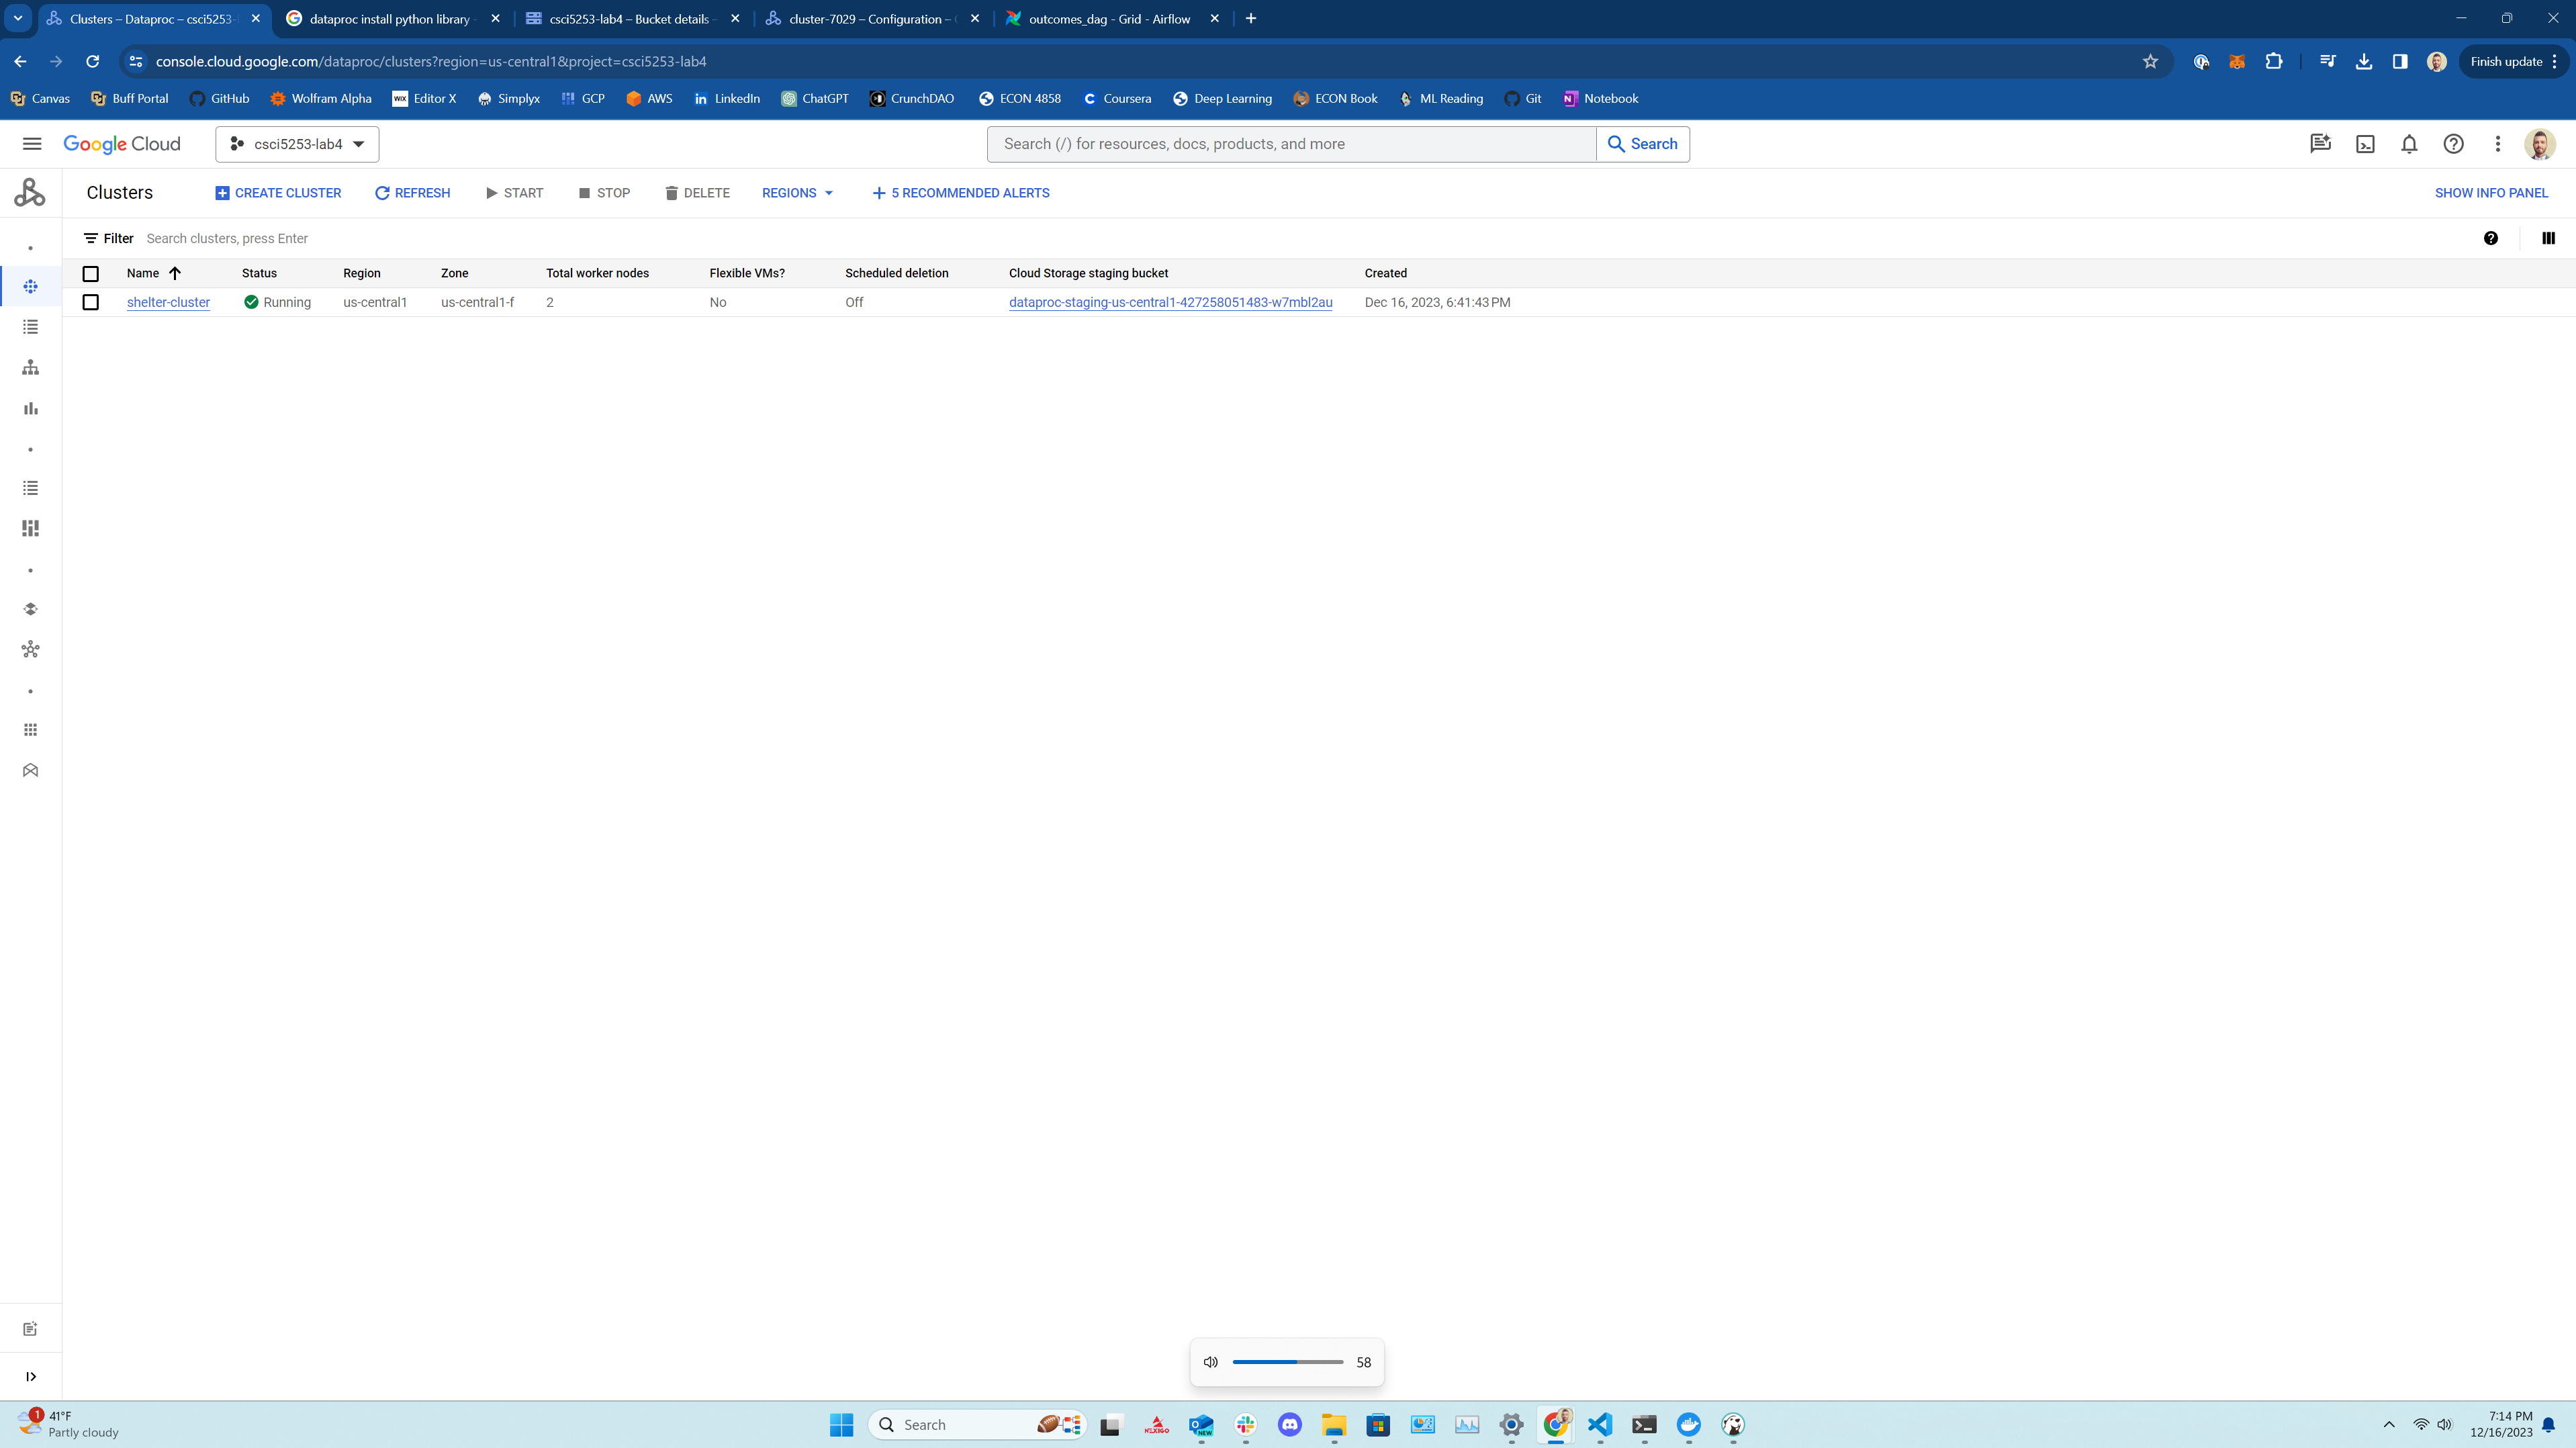 Clusters – Dataproc – csci5253-
dataproc install python library -
csci5253-lab4 – Bucket details –
cluster-7029 – Configuration –
outcomes_dag - Grid - Airflow
console.cloud.google.com/dataproc/clusters?region=us-central1&project=csci5253-lab4
Finish update
Canvas
Buff Portal
GitHub
Wolfram Alpha
WIX Editor X
Simplyx
GCP
AWS
in LinkedIn
ChatGPT
CrunchDAO
ECON 4858
C Coursera
Deep Learning
ECON Book
ML Reading
Git
N Notebook
Google Cloud
csci5253-lab4
Search (/) for resources, docs, products, and more
Search
Clusters
CREATE CLUSTER
REFRESH
START
STOP
DELETE
REGIONS
5 RECOMMENDED ALERTS
SHOW INFO PANEL
Filter Search clusters, press Enter
Name Status Region Zone Total worker nodes Flexible VMs? Scheduled deletion Cloud Storage staging bucket Created
shelter-cluster Running us-central1 us-central1-f 2 No Off dataproc-staging-us-central1-427258051483-w7mbl2au Dec 16, 2023, 6:41:43 PM
58
1
41°F
Partly cloudy
Search
NEXIGO
NEW
7:14 PM
12/16/2023